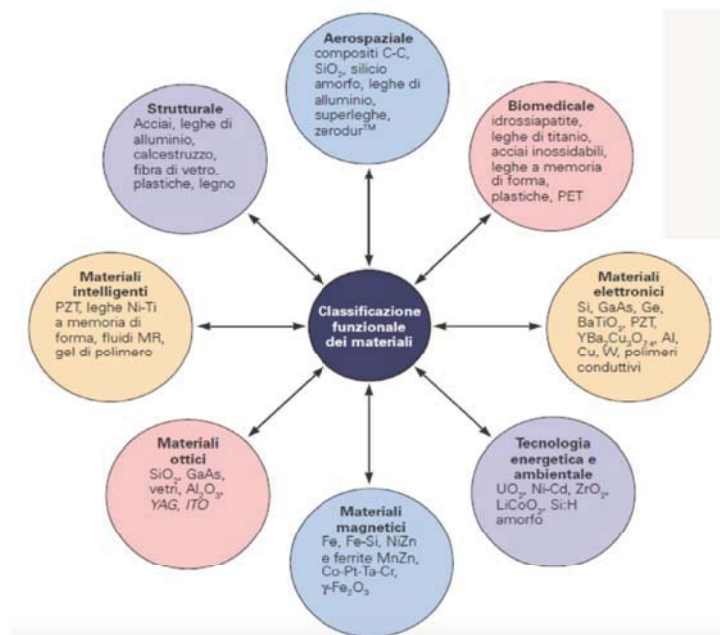 Aerospaziale
compositi C-C,
SiO₂, silicio
amorfo, leghe di
alluminio,
superleghe,
zerodur™
Strutturale
Acciai, leghe di
alluminio,
calcestruzzo,
fibra di vetro.
plastiche, legno
Biomedicale
idrossiapatite,
leghe di titanio,
acciai inossidabili,
leghe a memoria
di forma,
plastiche, PET
Materiali
intelligenti
PZT, leghe Ni-Ti
a memoria di
forma, fluidi MR,
gel di polimero
Classificazione
funzionale
dei materiali
Materiali
elettronici
Si, GaAs, Ge,
BaTiO₃, PZT,
YBa₂Cu₃O₇₋ₓ, Al,
Cu, W, polimeri
conduttivi
Materiali
ottici
SiO₂, GaAs,
vetri, Al₂O₃,
YAG, ITO
Tecnologia
energetica e
ambientale
UO₂, Ni-Cd, ZrO₂,
LiCoO₂, Si:H
amorfo
Materiali
magnetici
Fe, Fe-Si, NiZn
e ferrite MnZn,
Co-Pt-Ta-Cr,
γ-Fe₂O₃